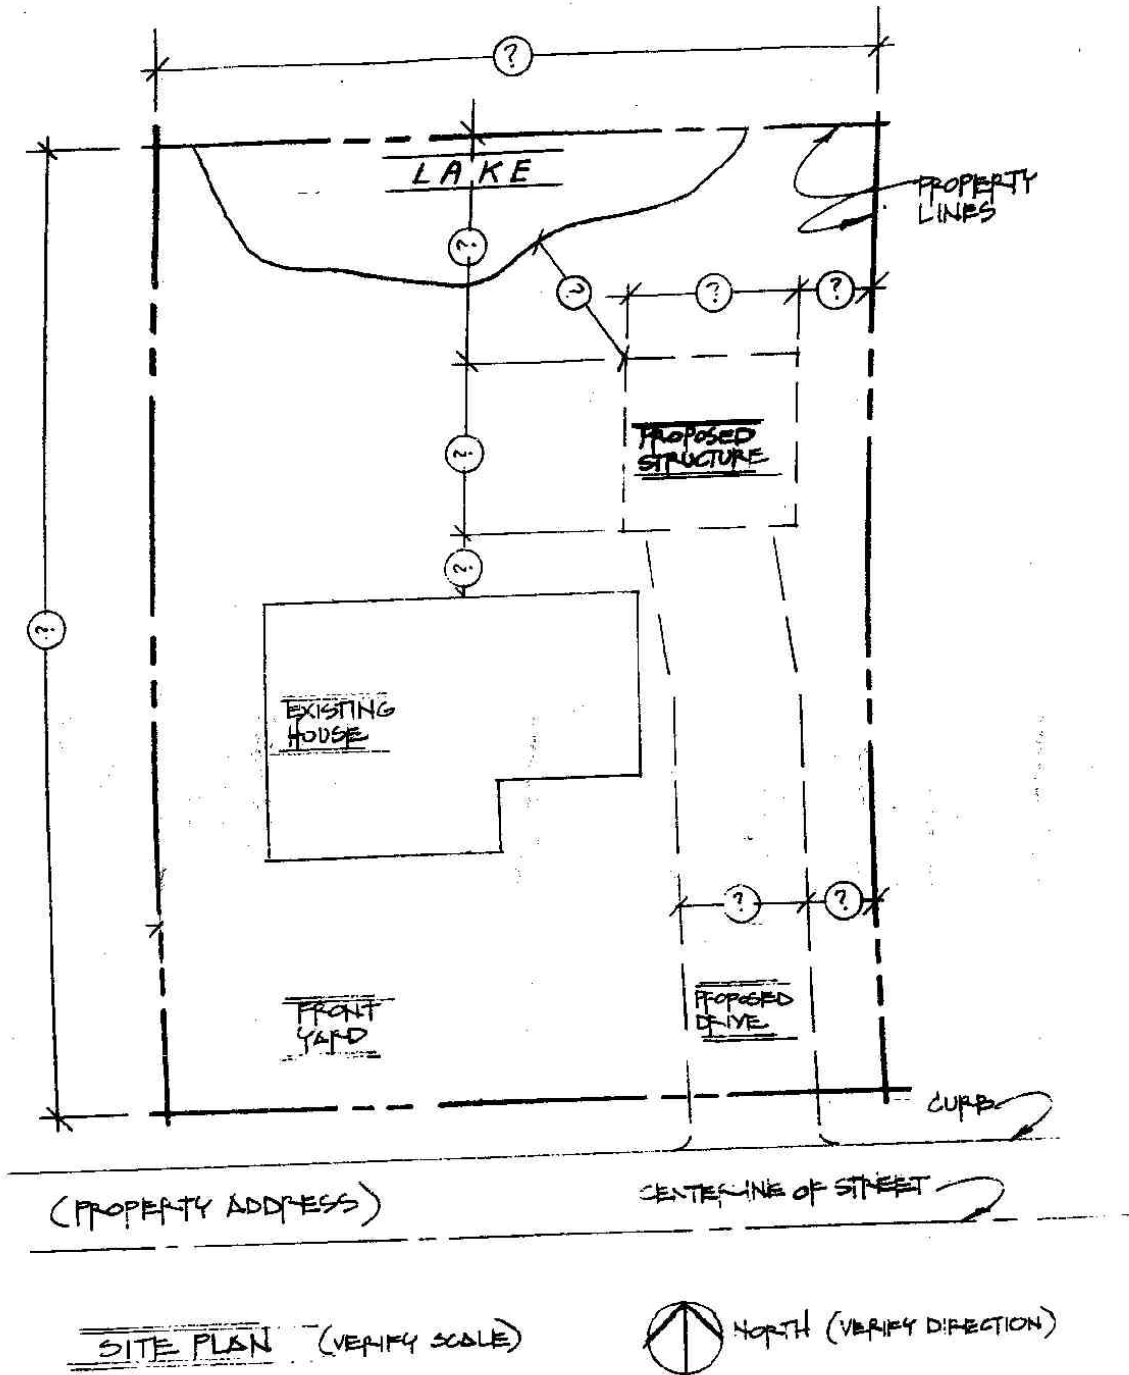 ?
LAKE
PROPERTY
LINES
?
?
?
?
PROPOSED
STRUCTURE
?
?
?
EXISTING
HOUSE
?
?
FRONT
YARD
PROPOSED
DRIVE
CURB
(PROPERTY ADDRESS)
CENTERLINE OF STREET
SITE PLAN (VERIFY SCALE)
NORTH (VERIFY DIRECTION)